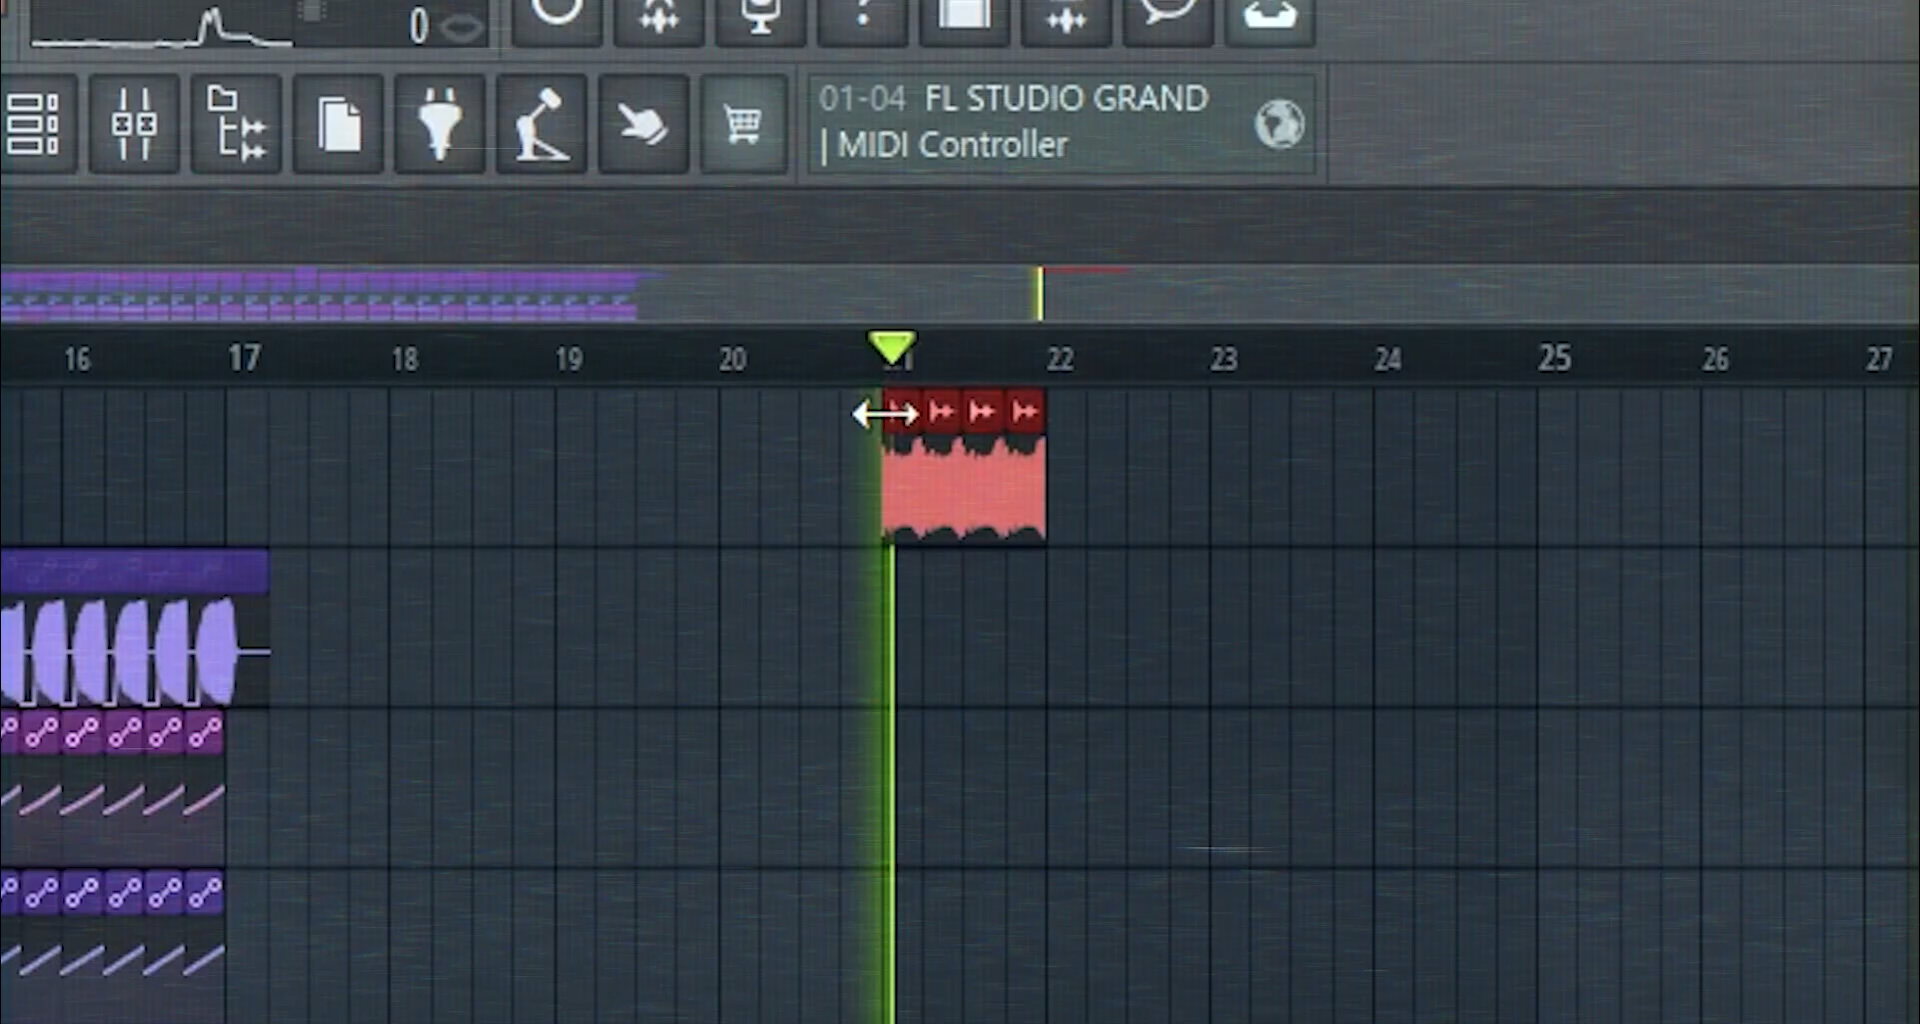 0
01-04 FL STUDIO GRAND
| MIDI Controller
16 17 18 19 20 22 23 24 25 26 27